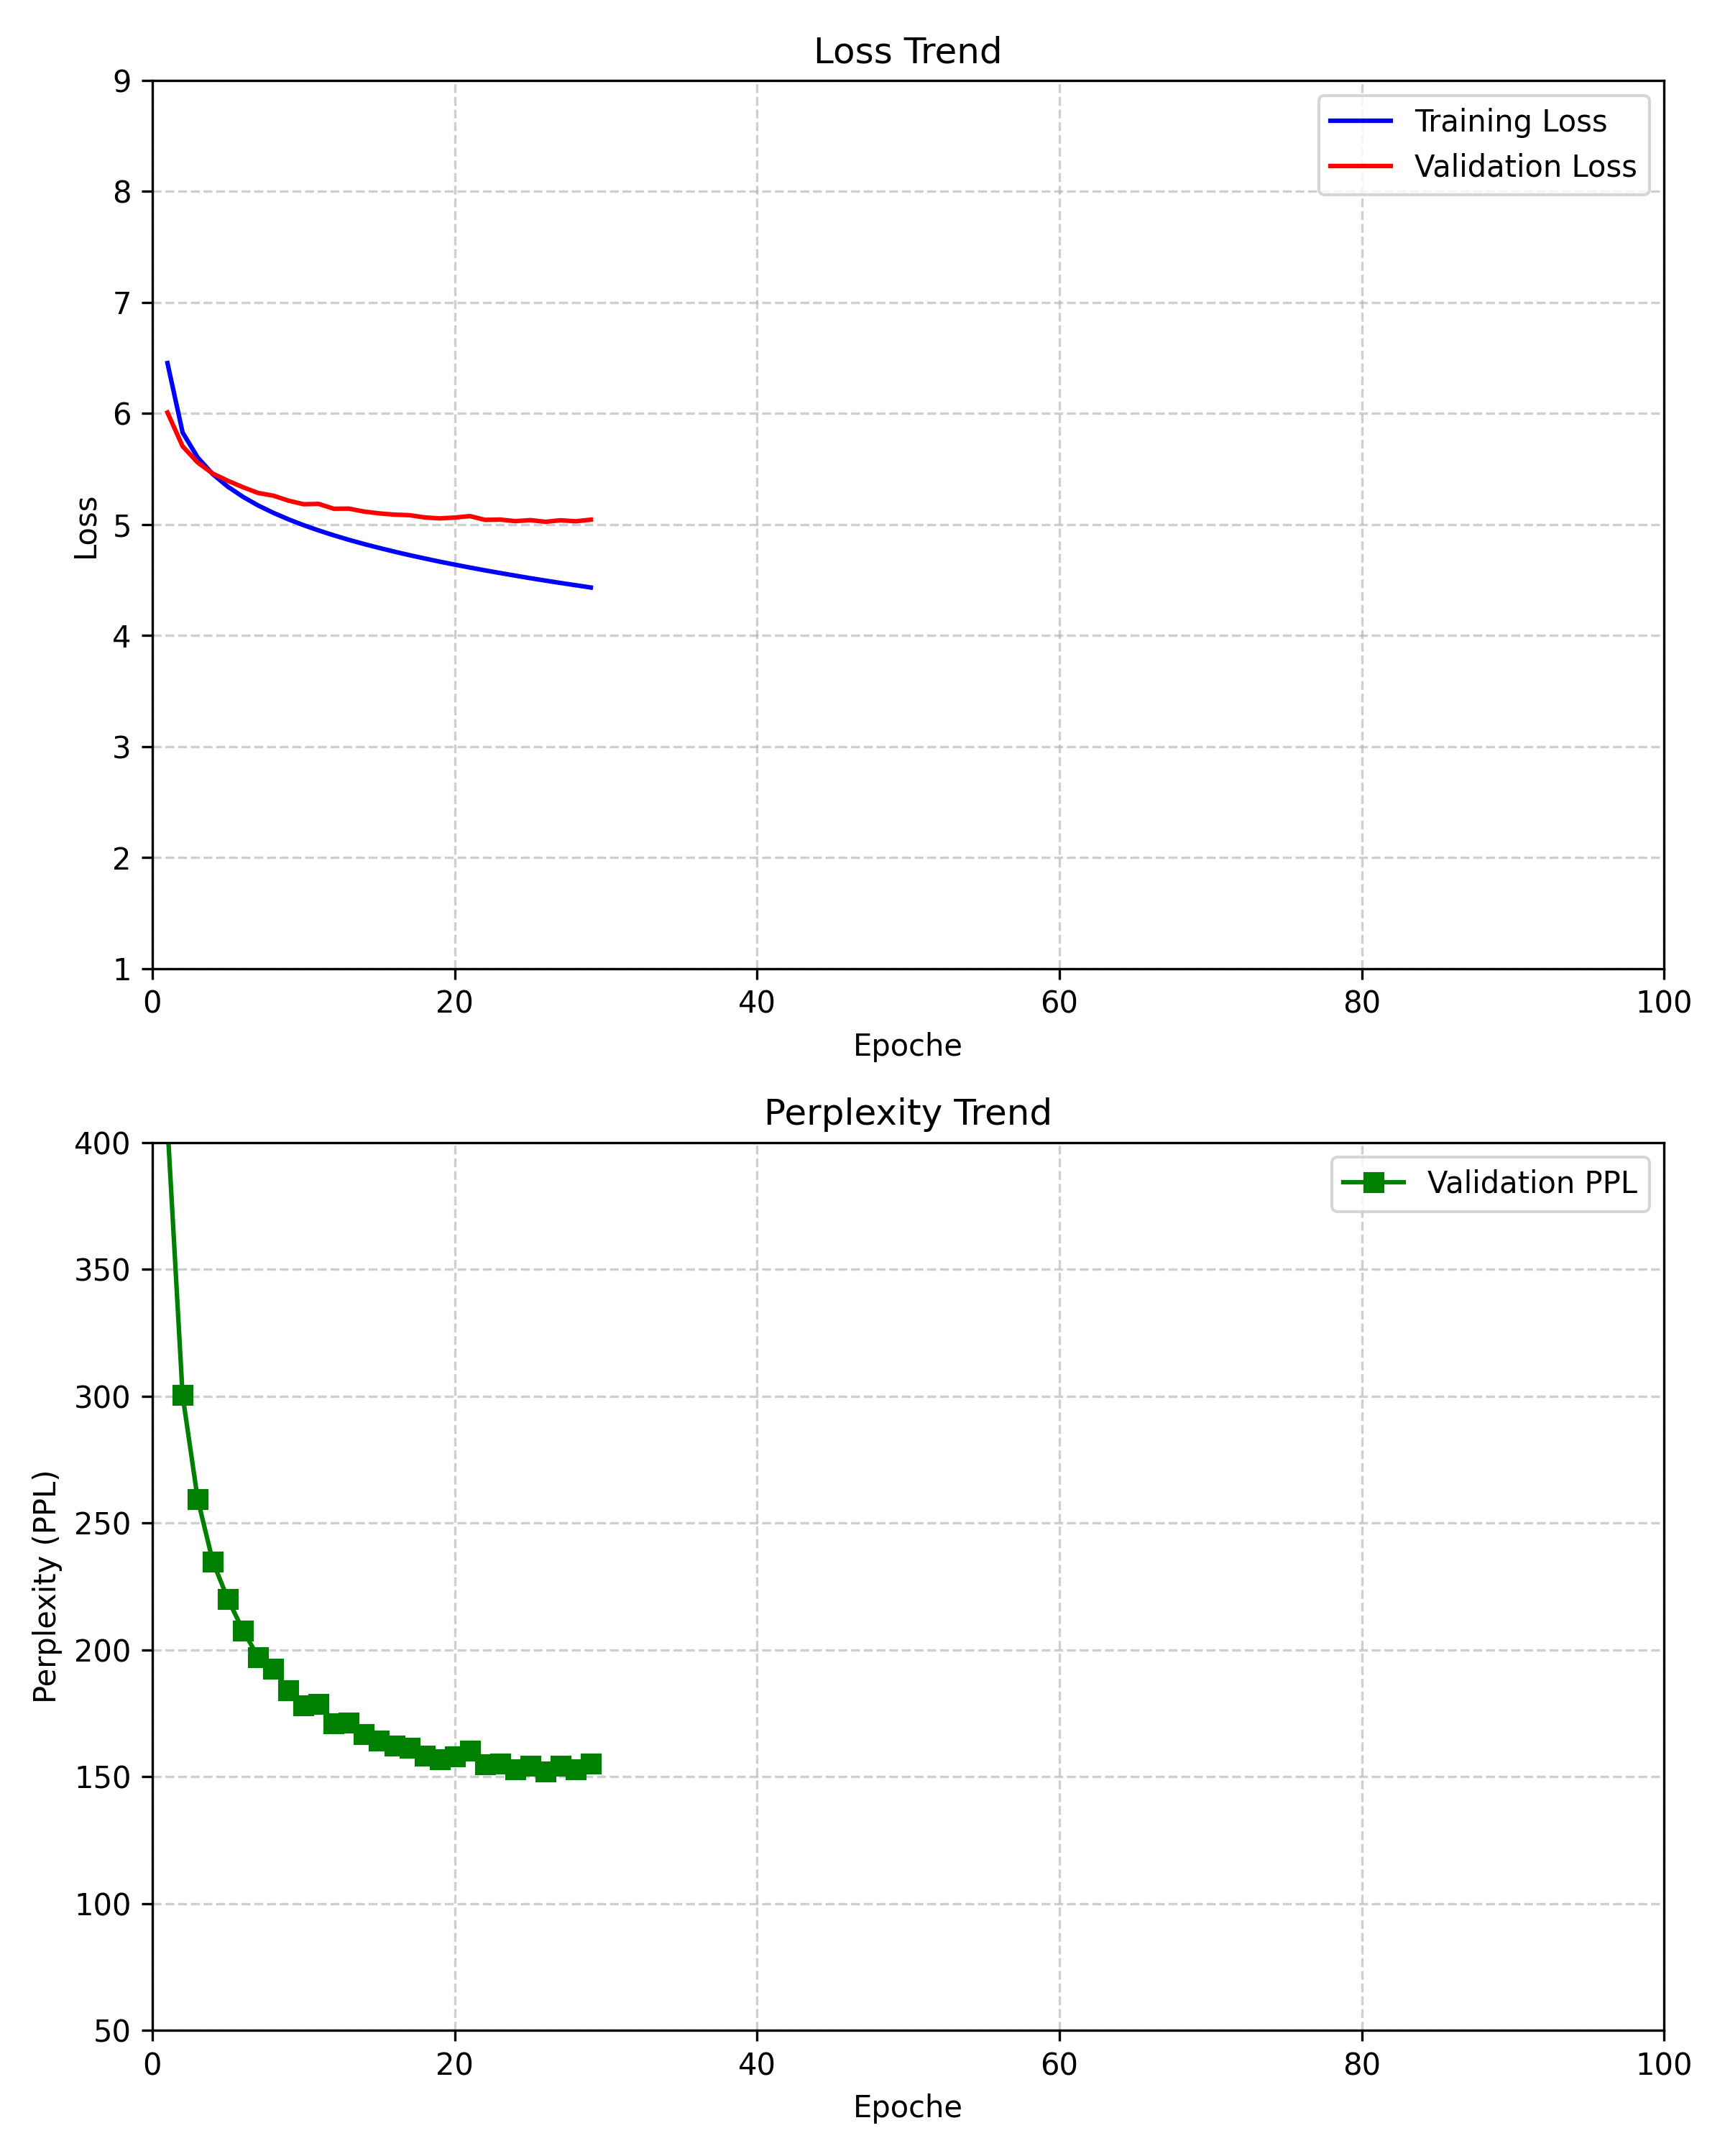 Loss Trend
9
8
7
6
5
4
3
2
1
Loss
Training Loss
Validation Loss
0 20 40 60 80 100
Epoche
Perplexity Trend
400
350
300
250
200
150
100
50
Perplexity (PPL)
Validation PPL
0 20 40 60 80 100
Epoche